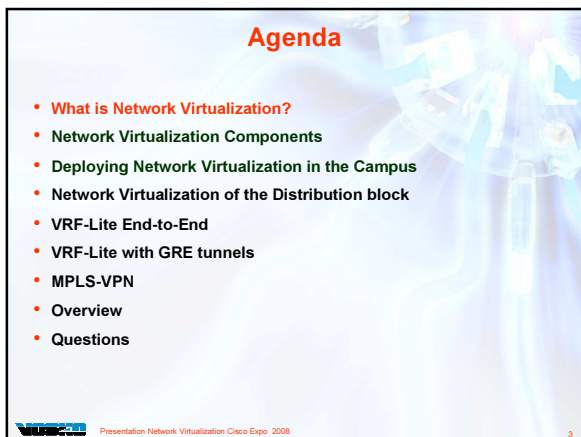 Agenda
• What is Network Virtualization?
• Network Virtualization Components
• Deploying Network Virtualization in the Campus
• Network Virtualization of the Distribution block
• VRF-Lite End-to-End
• VRF-Lite with GRE tunnels
• MPLS-VPN
• Overview
• Questions
Presentation Network Virtualization Cisco Expo 2008
3